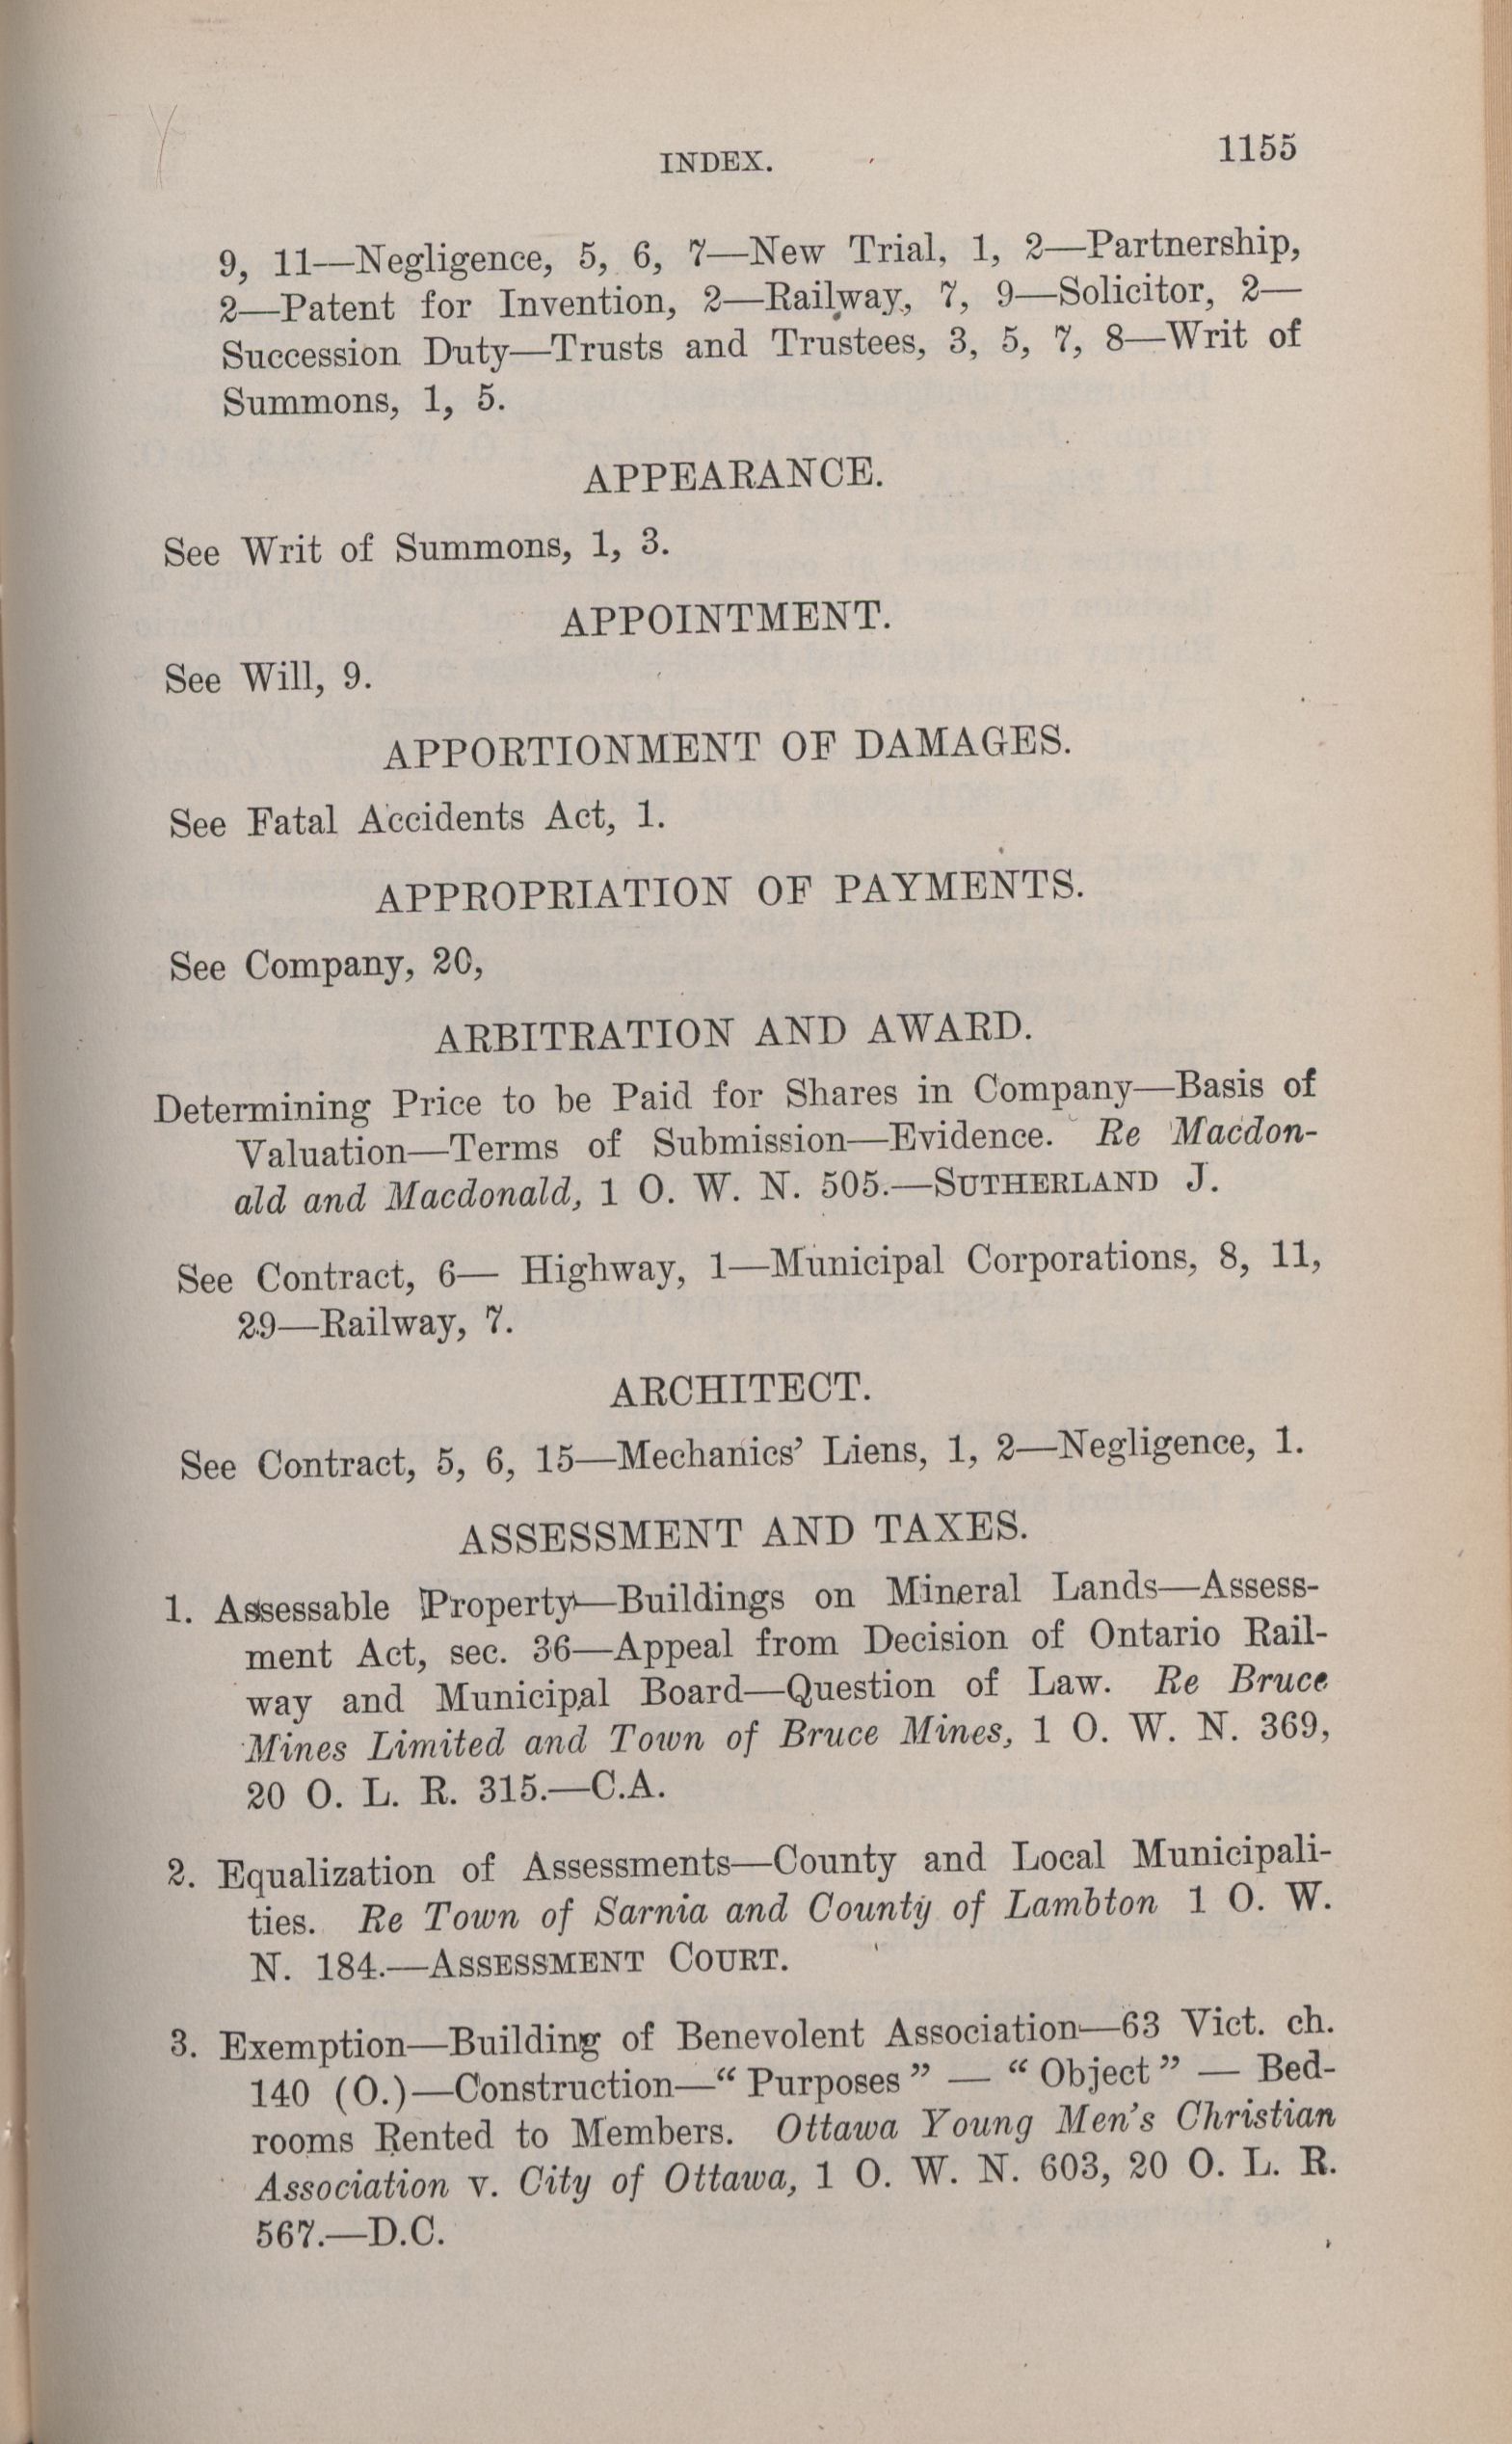 INDEX.
1155
9, 11—Negligence, 5, 6, 7—New Trial, 1, 2—Partnership,
2—Patent for Invention, 2—Railway, 7, 9—Solicitor, 2—
Succession Duty—Trusts and Trustees, 3, 5, 7, 8—Writ of
Summons, 1, 5.
APPEARANCE.
See Writ of Summons, 1, 3.
APPOINTMENT.
See Will, 9.
APPORTIONMENT OF DAMAGES.
See Fatal Accidents Act, 1.
APPROPRIATION OF PAYMENTS.
See Company, 20,
ARBITRATION AND AWARD.
Determining Price to be Paid for Shares in Company—Basis of
Valuation—Terms of Submission—Evidence. Re Macdon-
ald and Macdonald, 1 O. W. N. 505.—SUTHERLAND J.
See Contract, 6— Highway, 1—Municipal Corporations, 8, 11,
29—Railway, 7.
ARCHITECT.
See Contract, 5, 6, 15—Mechanics’ Liens, 1, 2—Negligence, 1.
ASSESSMENT AND TAXES.
1. Assessable Property—Buildings on Mineral Lands—Assess-
ment Act, sec. 36—Appeal from Decision of Ontario Rail-
way and Municipal Board—Question of Law. Re Bruce
Mines Limited and Town of Bruce Mines, 1 O. W. N. 369,
20 O. L. R. 315.—C.A.
2. Equalization of Assessments—County and Local Municipali-
ties. Re Town of Sarnia and County of Lambton 1 O. W.
N. 184.—ASSESSMENT COURT.
3. Exemption—Building of Benevolent Association—63 Vict. ch.
140 (O.)—Construction—“ Purposes ” — “ Object ” — Bed-
rooms Rented to Members. Ottawa Young Men’s Christian
Association v. City of Ottawa, 1 O. W. N. 603, 20 O. L. R.
567.—D.C.